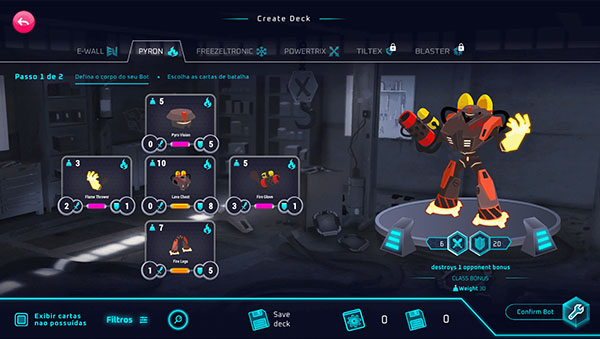 Create Deck
E-WALL PYRON FREEZELTRONIC POWERTRIX TILTEX BLASTER
Passo 1 de 2 Defina o corpo do seu Bot • Escolha as cartas de batalha
5
Pyro Vision
0 5
3
Flame Thrower
2 1
10
Lava Chest
0 8
5
Fire Gloom
3 1
7
Fire Legs
1 5
6 20
destroys 1 opponent bonus
CLASS BONUS
Weight 30
Exibir cartas
nao possuídas
Filtros
Save
deck
0 0
Confirm Bot